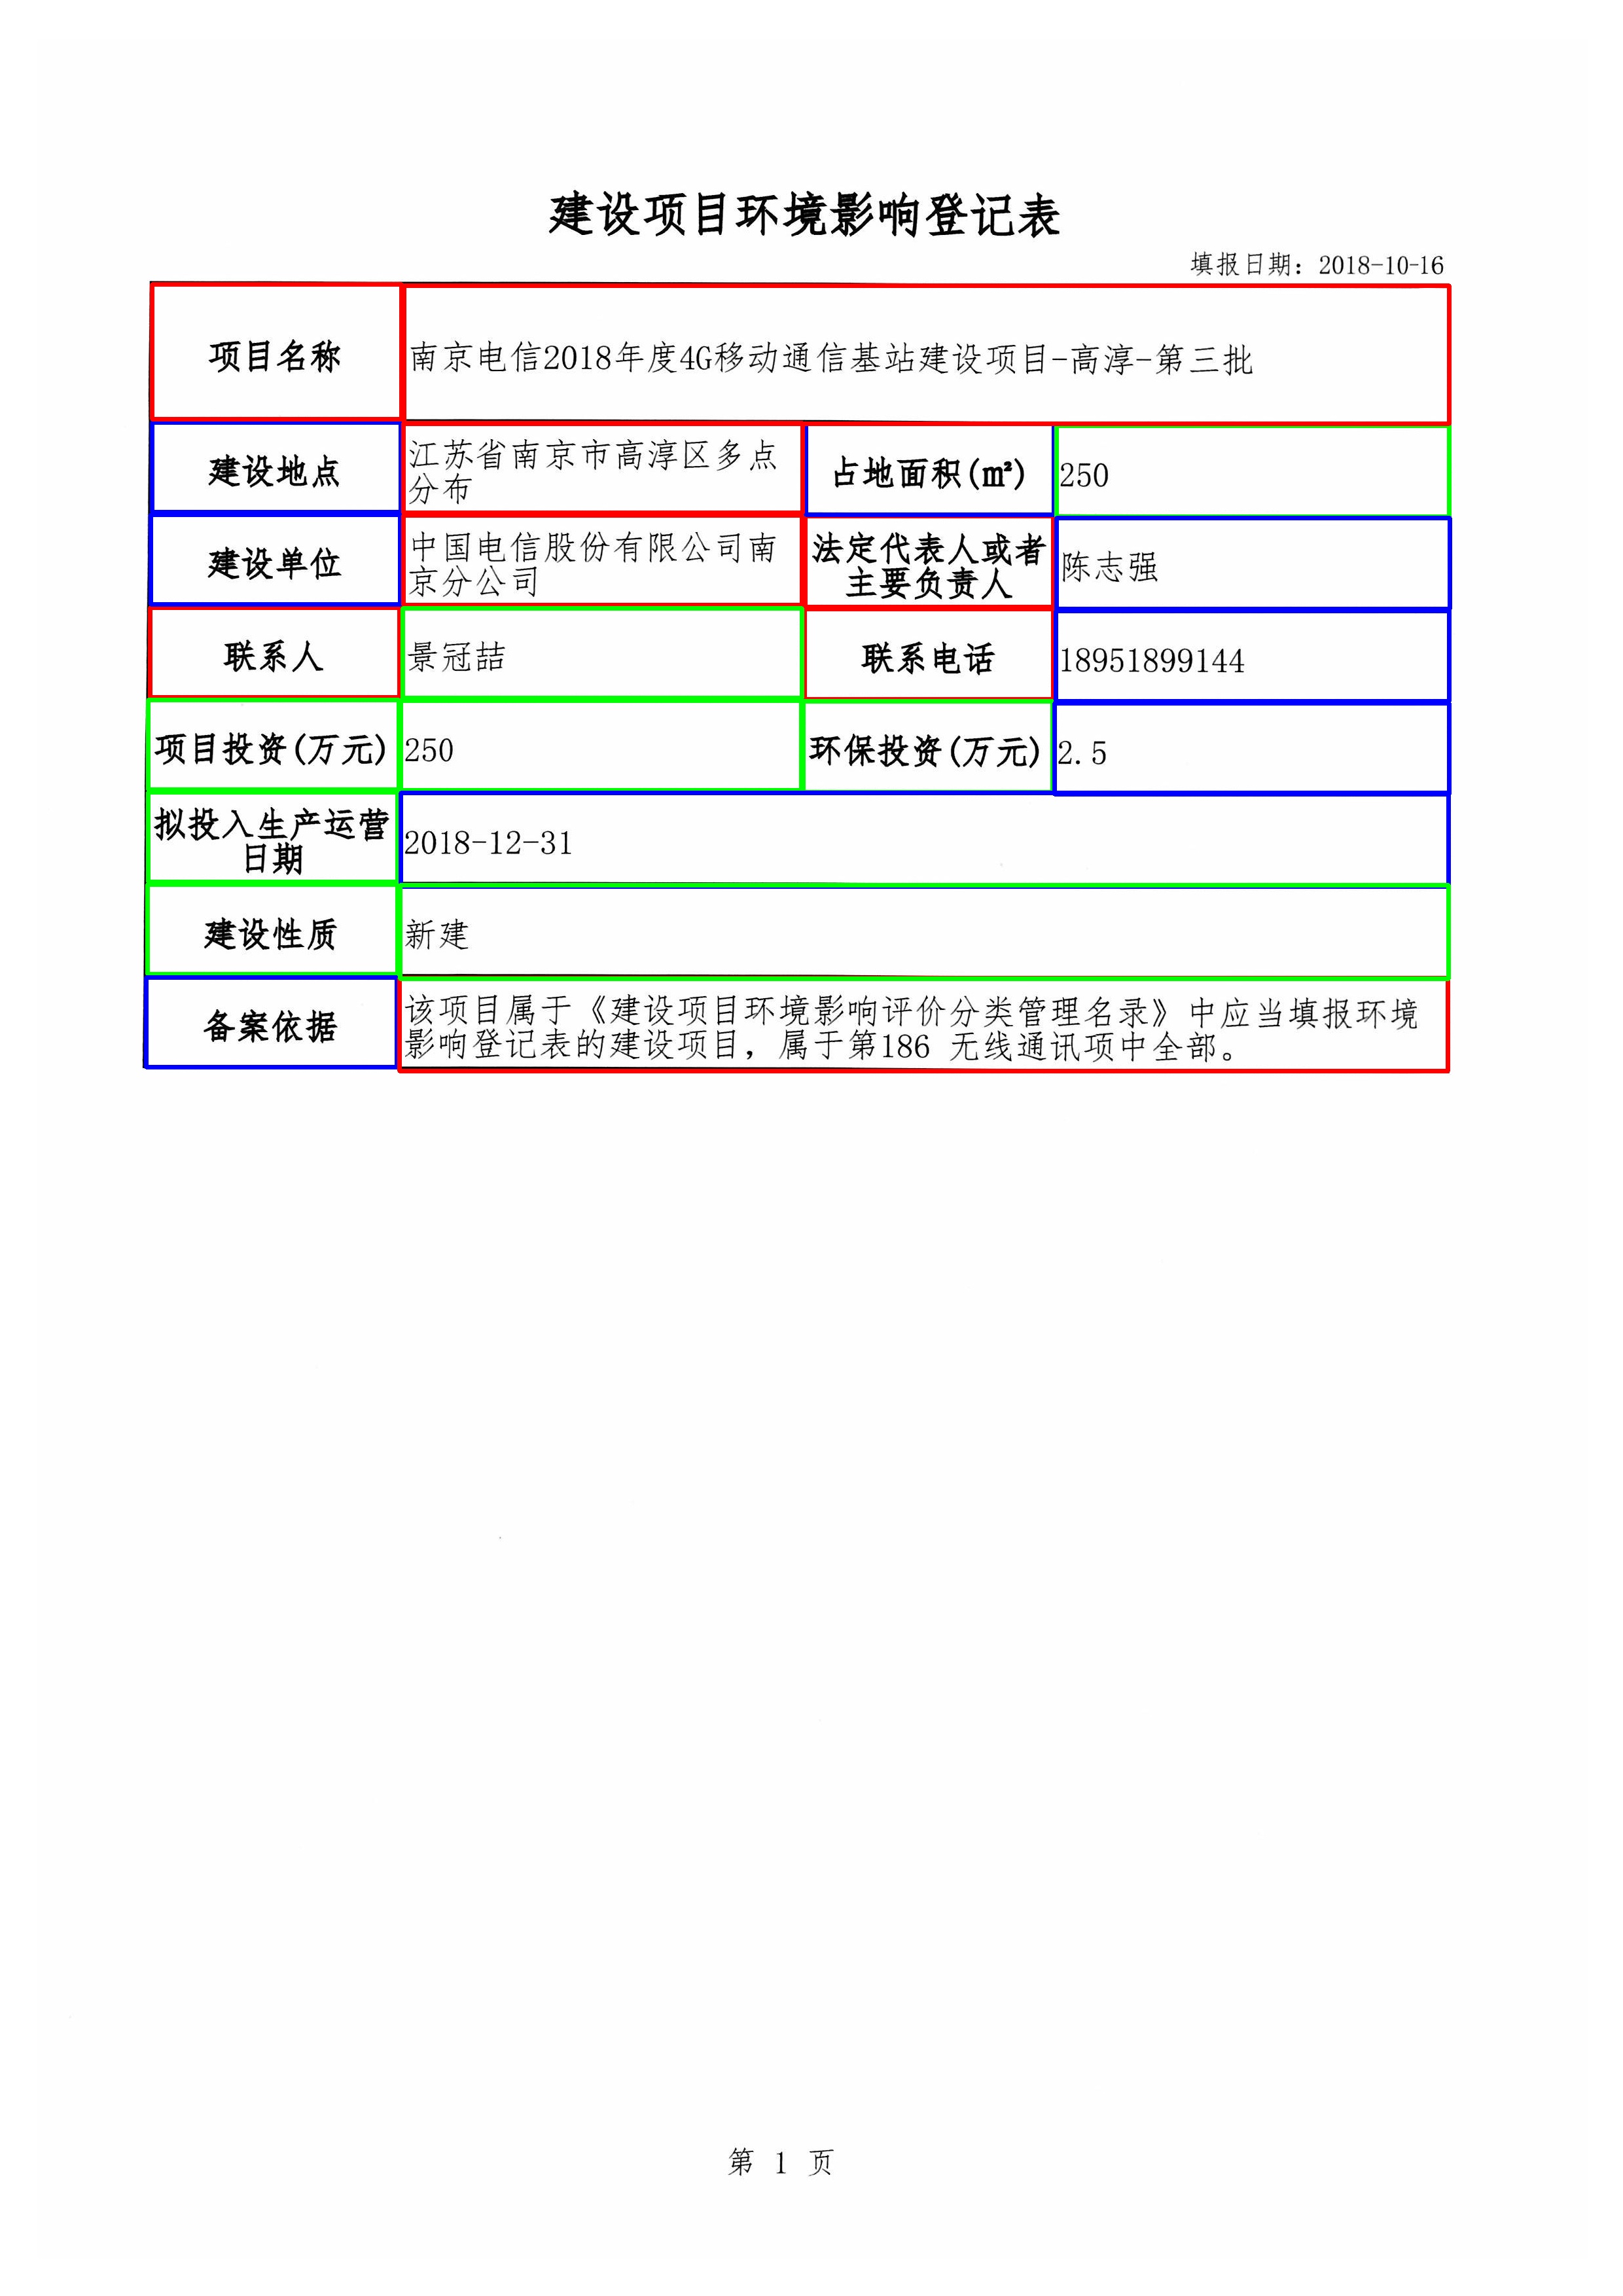 建设项目环境影响登记表
填报日期：2018-10-16
项目名称
南京电信2018年度4G移动通信基站建设项目-高淳-第三批
建设地点
江苏省南京市高淳区多点
分布
占地面积(㎡)
250
建设单位
中国电信股份有限公司南
京分公司
法定代表人或者
主要负责人
陈志强
联系人
景冠喆
联系电话
18951899144
项目投资(万元)
250
环保投资(万元)
2.5
拟投入生产运营
日期
2018-12-31
建设性质
新建
备案依据
该项目属于《建设项目环境影响评价分类管理名录》中应当填报环境
影响登记表的建设项目，属于第186 无线通讯项中全部。
第 1 页